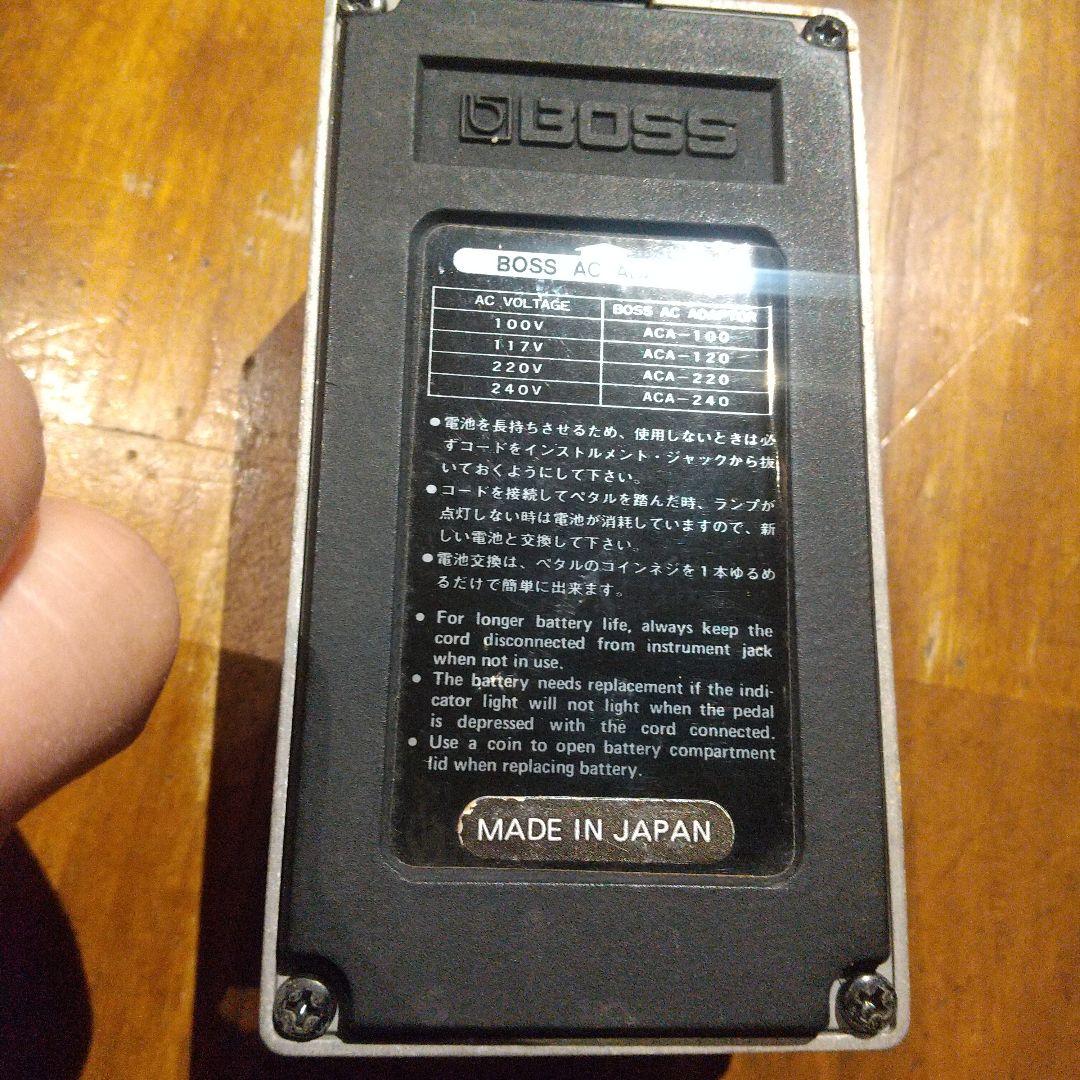 BOSS
BOSS AC
AC VOLTAGE BOSS AC ADAPTOR
100V ACA-100
117V ACA-120
220V ACA-220
240V ACA-240
●電池を長持ちさせるため、使用しないときは必
ずコードをインストルメント・ジャックから抜
いておくようにして下さい。
●コードを接続してペタルを踏んだ時、ランプが
点灯しない時は電池が消耗していますので、新
しい電池と交換して下さい。
●電池交換は、ペタルのコインネジを1本ゆるめ
るだけで簡単に出来ます。
● For longer battery life, always keep the
cord disconnected from instrument jack
when not in use.
● The battery needs replacement if the indi-
cator light will not light when the pedal
is depressed with the cord connected.
● Use a coin to open battery compartment
lid when replacing battery.
MADE IN JAPAN